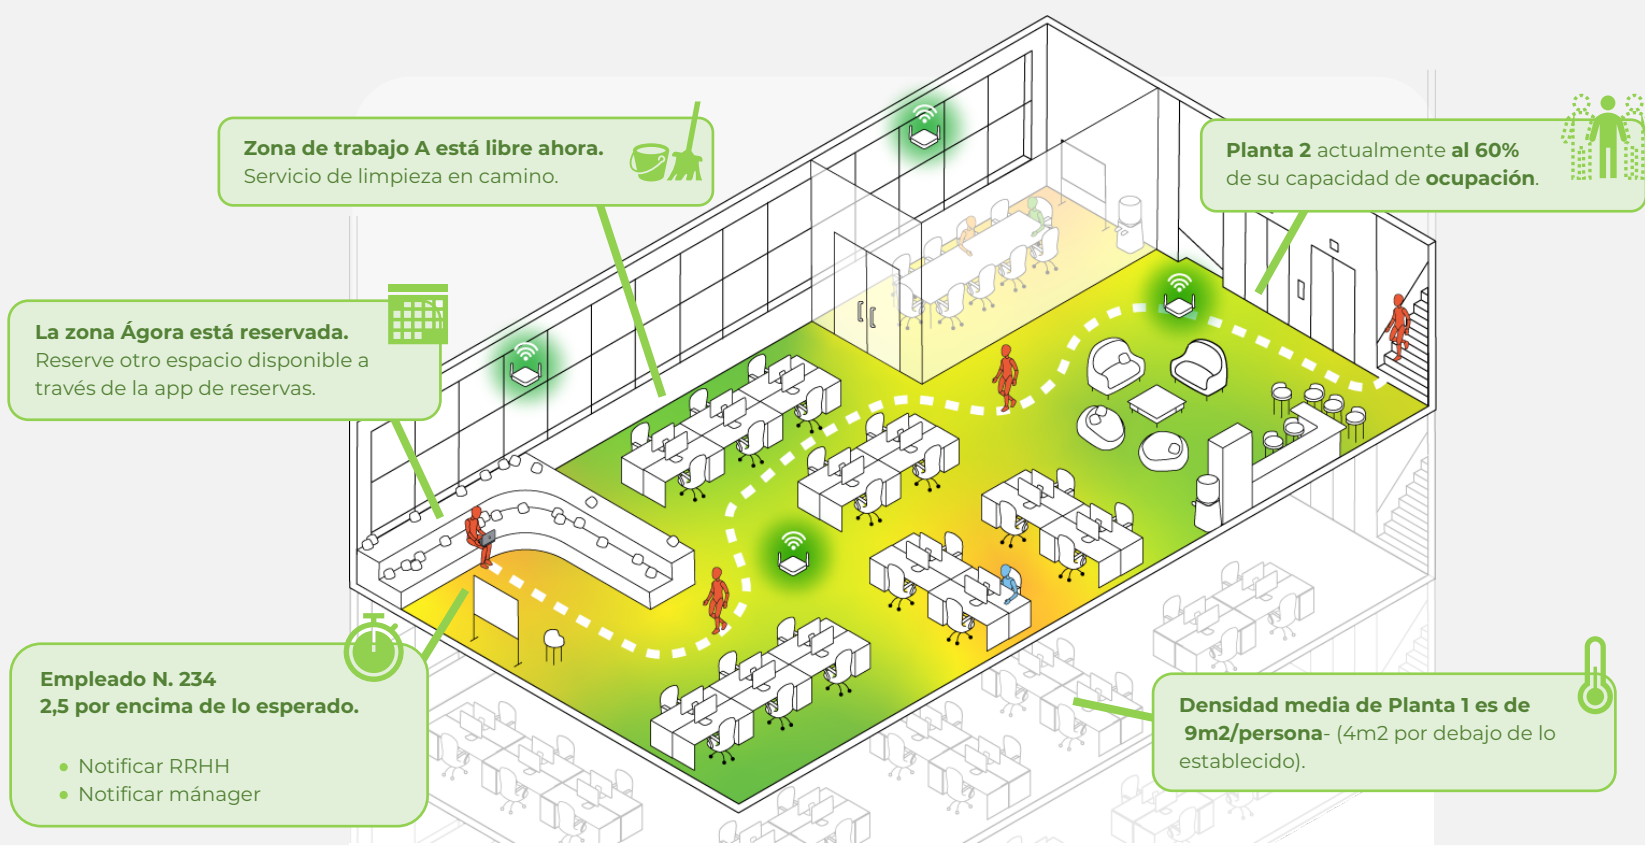 Zona de trabajo A está libre ahora.
Servicio de limpieza en camino.
Planta 2 actualmente al 60%
de su capacidad de ocupación.
La zona Ágora está reservada.
Reserve otro espacio disponible a
través de la app de reservas.
Empleado N. 234
2,5 por encima de lo esperado.
• Notificar RRHH
• Notificar mánager
Densidad media de Planta 1 es de
9m2/persona- (4m2 por debajo de lo
establecido).